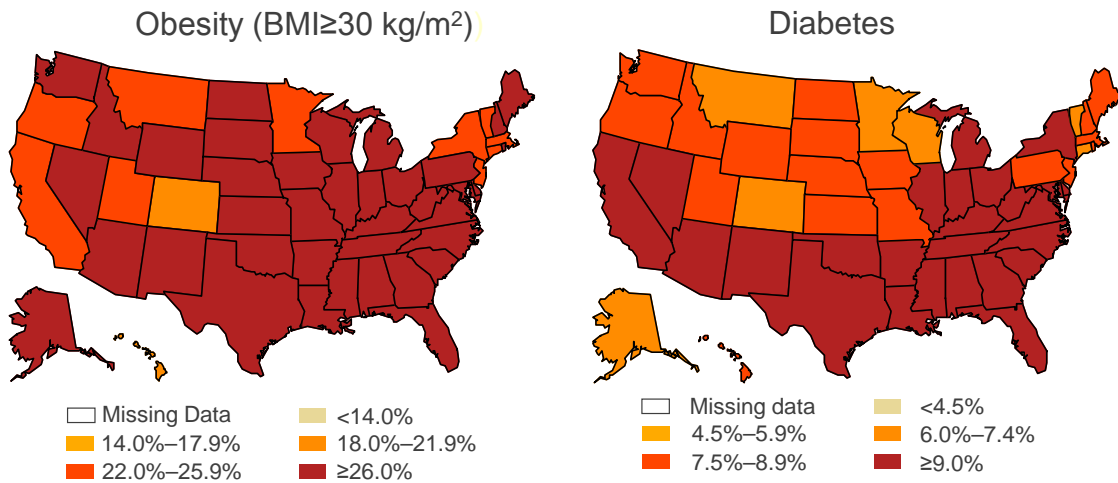 Obesity (BMI≥30 kg/m²)
Diabetes
Missing Data
<14.0%
14.0%–17.9%
18.0%–21.9%
22.0%–25.9%
≥26.0%
Missing data
<4.5%
4.5%–5.9%
6.0%–7.4%
7.5%–8.9%
≥9.0%